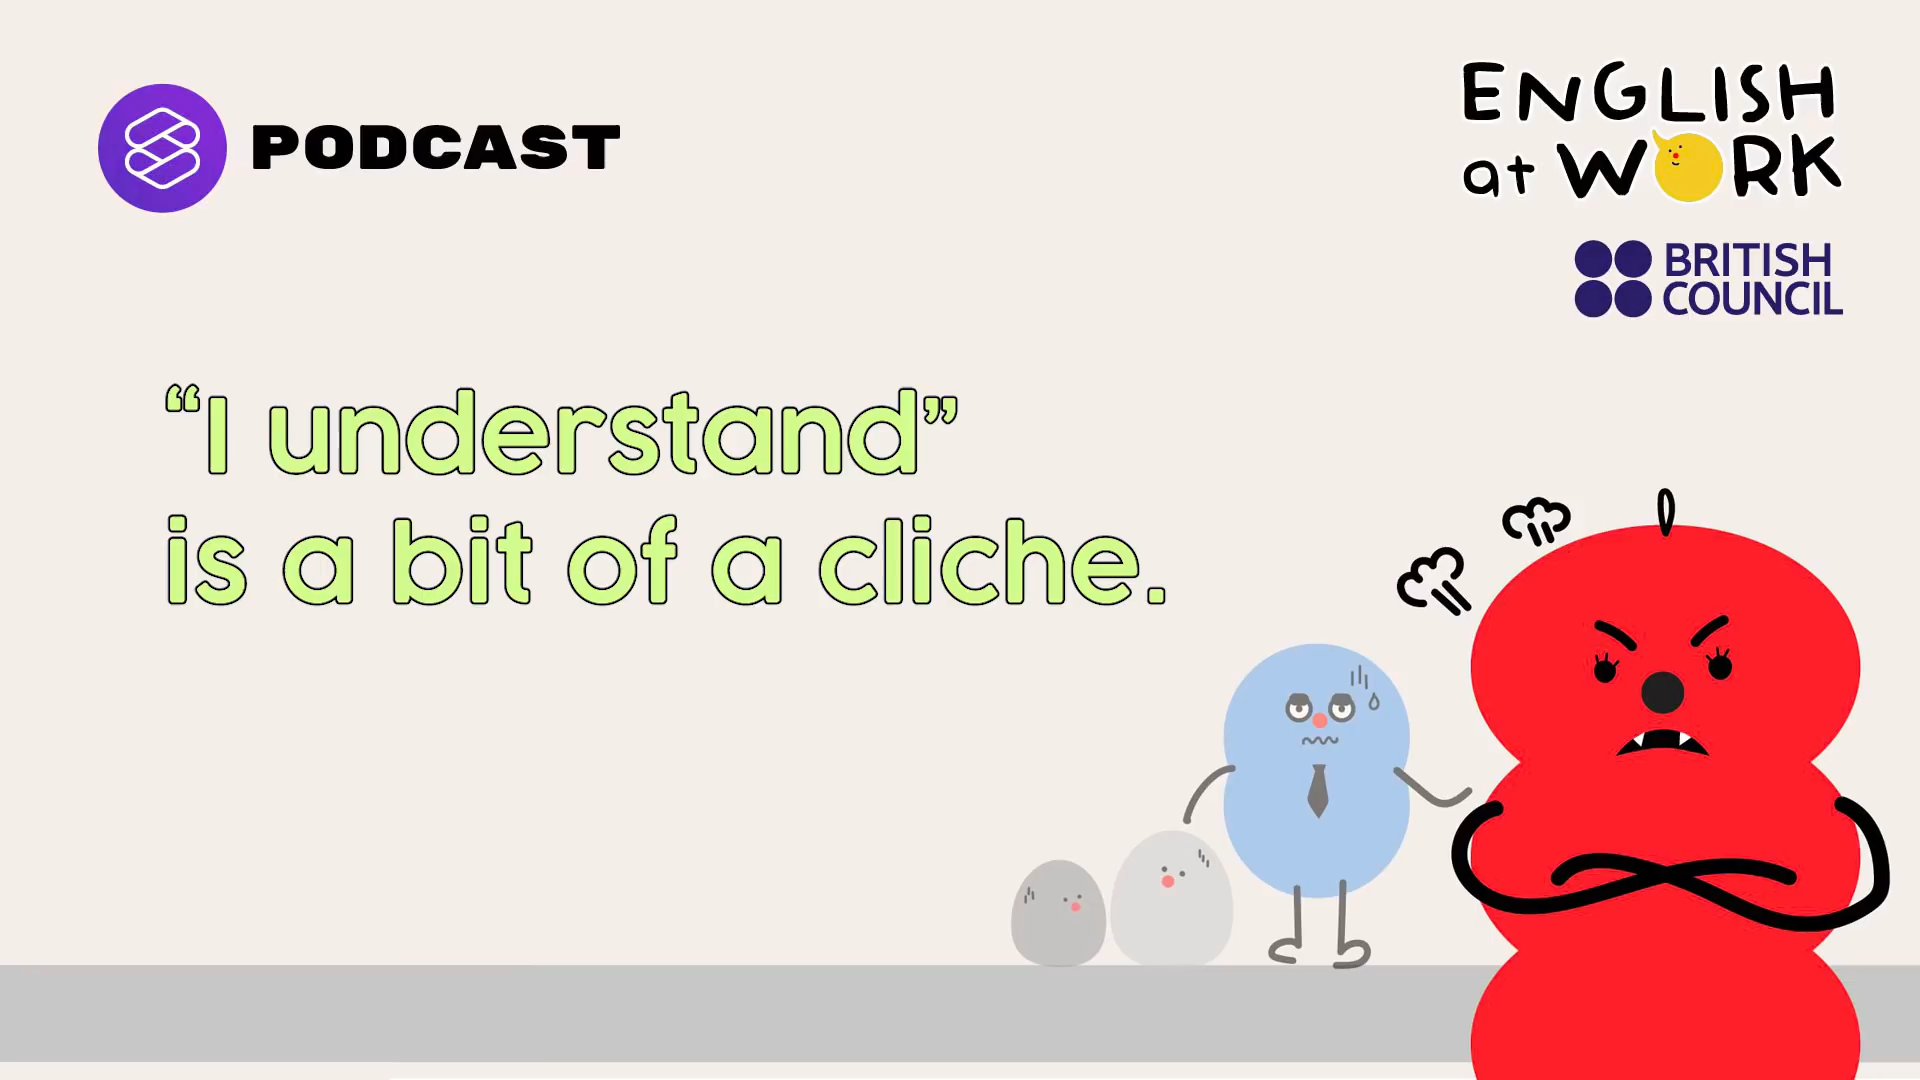 PODCAST
ENGLISH
at WORK
BRITISH
COUNCIL
“I understand”
is a bit of a cliche.